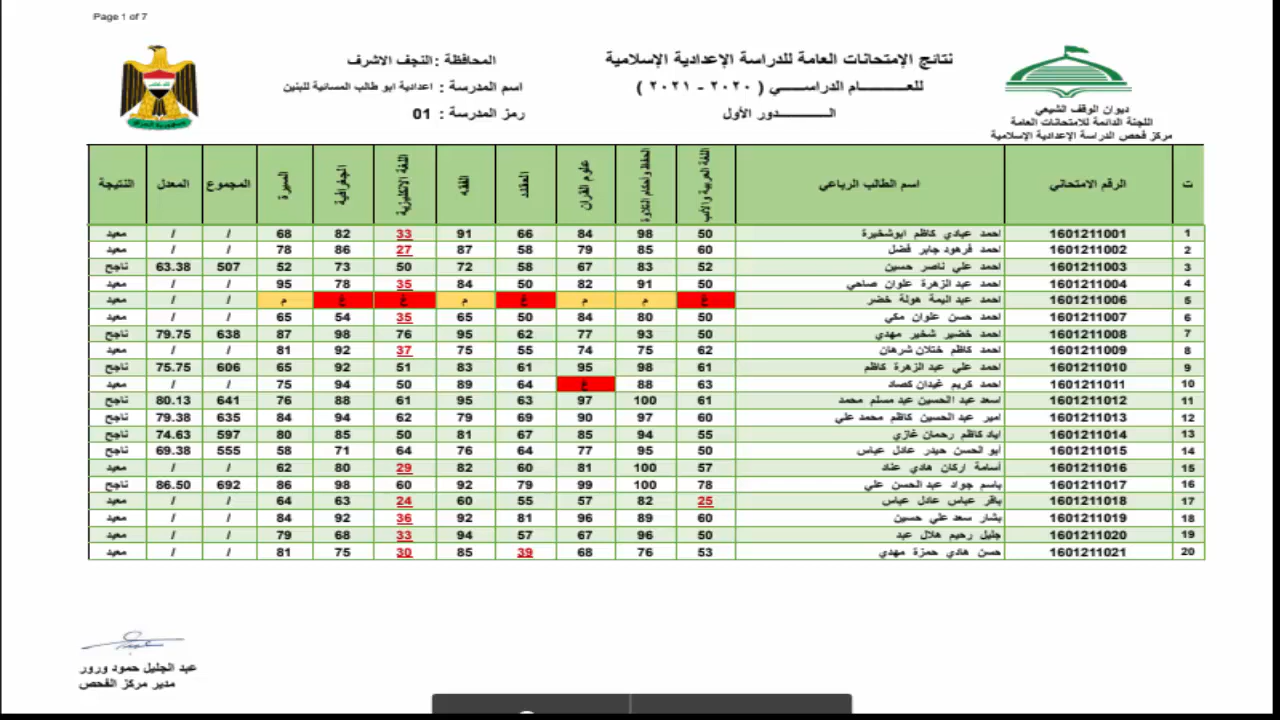 Page 1 of 7
نتائج الإمتحانات العامة للدراسة الإعدادية الإسلامية
للعـــــــــام الدراســـــي ( ٢٠٢٠ - ٢٠٢١ )
الــــــــــدور الأول
المحافظة : النجف الاشرف
اسم المدرسة : اعدادية ابو طالب المسائية للبنين
رمز المدرسة : 01
ديوان الوقف الشيعي
اللجنة الدائمة للامتحانات العامة
مركز فحص الدراسة الإعدادية الإسلامية
ت الرقم الامتحاني اسم الطالب الرباعي اللغة العربية والأدب الحفظ وأحكام التلاوة علوم القران العقائد الفقه اللغة الانكليزية الجغرافية السيرة المجموع المعدل النتيجة
1 1601211001 احمد عبادي كاظم ابوشخيرة 50 98 84 66 91 33 82 68 / / معيد
2 1601211002 احمد فرهود جابر فضل 60 85 79 58 87 27 86 78 / / معيد
3 1601211003 احمد علي ناصر حسين 52 83 67 58 72 50 73 52 507 63.38 ناجح
4 1601211004 احمد عبد الزهرة علوان صاحي 50 91 82 50 84 35 78 95 / / معيد
5 1601211006 احمد عبد اليمة هولة خضر غ م م غ م غ غ م / / معيد
6 1601211007 احمد حسن علوان مكي 50 80 84 50 65 35 54 65 / / معيد
7 1601211008 احمد خضير شخير مهدي 50 93 77 62 95 76 98 87 638 79.75 ناجح
8 1601211009 احمد كاظم ختلان شرهان 62 75 74 55 75 37 92 81 / / معيد
9 1601211010 احمد علي عبد الزهرة كاظم 61 98 95 61 83 51 92 65 606 75.75 ناجح
10 1601211011 احمد كريم غيدان كصاد 63 88 غ 64 89 50 94 75 / / معيد
11 1601211012 اسعد عبد الحسين عبد مسلم محمد 61 100 97 63 95 61 88 76 641 80.13 ناجح
12 1601211013 امير عبد الحسين كاظم محمد علي 60 97 90 69 79 62 94 84 635 79.38 ناجح
13 1601211014 اياد كاظم رحمان غازي 55 94 85 67 81 50 85 80 597 74.63 ناجح
14 1601211015 أبو الحسن حيدر عادل عباس 50 95 77 64 76 64 71 58 555 69.38 ناجح
15 1601211016 أسامة اركان هادي عناد 57 100 81 60 82 29 80 62 / / معيد
16 1601211017 باسم جواد عبد الحسن علي 78 100 99 79 92 60 98 86 692 86.50 ناجح
17 1601211018 باقر عباس عادل عباس 25 82 57 55 60 24 63 64 / / معيد
18 1601211019 بشار سعد علي حسين 60 89 96 81 92 36 92 84 / / معيد
19 1601211020 جليل رحيم هلال عبد 50 96 67 57 94 33 68 79 / / معيد
20 1601211021 حسن هادي حمزة مهدي 53 76 68 39 85 30 75 81 / / معيد
عبد الجليل حمود ورور
مدير مركز الفحص